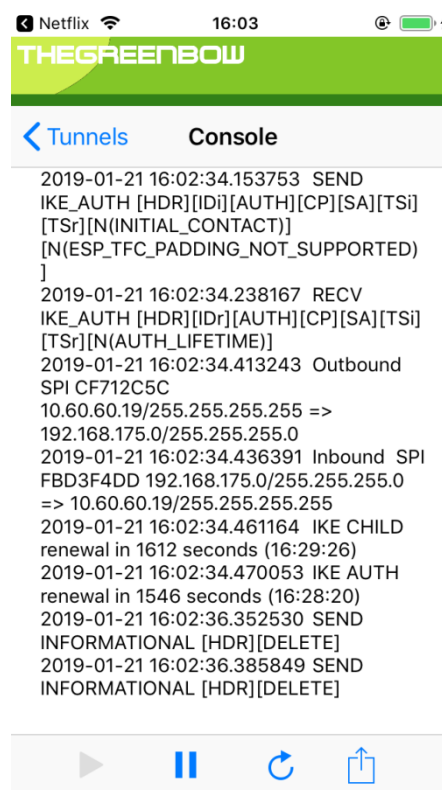 Netflix 16:03
THEGREENBOW
Tunnels Console
2019-01-21 16:02:34.153753 SEND
IKE_AUTH [HDR][IDi][AUTH][CP][SA][TSi]
[TSr][N(INITIAL_CONTACT)]
[N(ESP_TFC_PADDING_NOT_SUPPORTED)
]
2019-01-21 16:02:34.238167 RECV
IKE_AUTH [HDR][IDr][AUTH][CP][SA][TSi]
[TSr][N(AUTH_LIFETIME)]
2019-01-21 16:02:34.413243 Outbound
SPI CF712C5C
10.60.60.19/255.255.255.255 =>
192.168.175.0/255.255.255.0
2019-01-21 16:02:34.436391 Inbound SPI
FBD3F4DD 192.168.175.0/255.255.255.0
=> 10.60.60.19/255.255.255.255
2019-01-21 16:02:34.461164 IKE CHILD
renewal in 1612 seconds (16:29:26)
2019-01-21 16:02:34.470053 IKE AUTH
renewal in 1546 seconds (16:28:20)
2019-01-21 16:02:36.352530 SEND
INFORMATIONAL [HDR][DELETE]
2019-01-21 16:02:36.385849 SEND
INFORMATIONAL [HDR][DELETE]